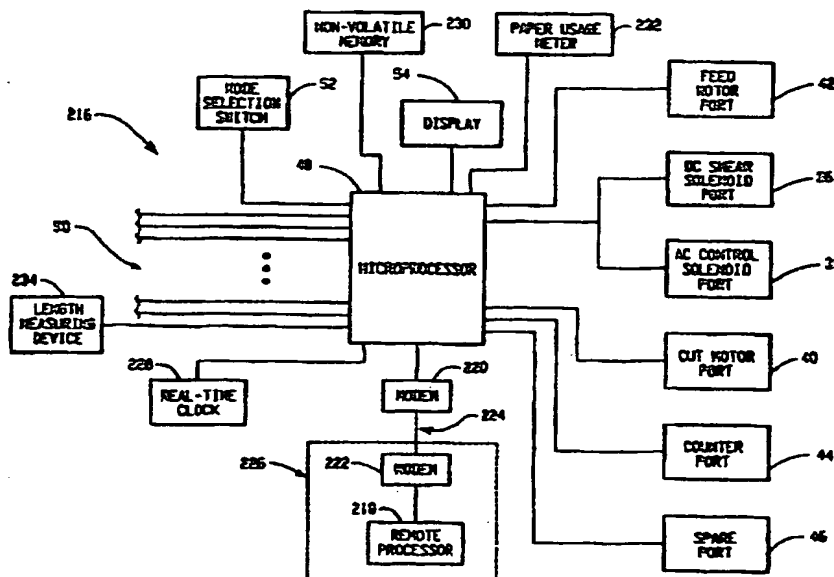 NON-VOLATILE
MEMORY
230
PAPER USAGE
METER
232
MODE
SELECTION
SWITCH
52
54
DISPLAY
FEED
MOTOR
PORT
42
216
48
DC SHEAR
SOLENOID
PORT
50
MICROPROCESSOR
AC CONTROL
SOLENOID
PORT
234
LENGTH
MEASURING
DEVICE
228
REAL-TIME
CLOCK
220
MODEM
CUT MOTOR
PORT
40
224
226
222
MODEM
COUNTER
PORT
44
218
REMOTE
PROCESSOR
SPARE
PORT
46